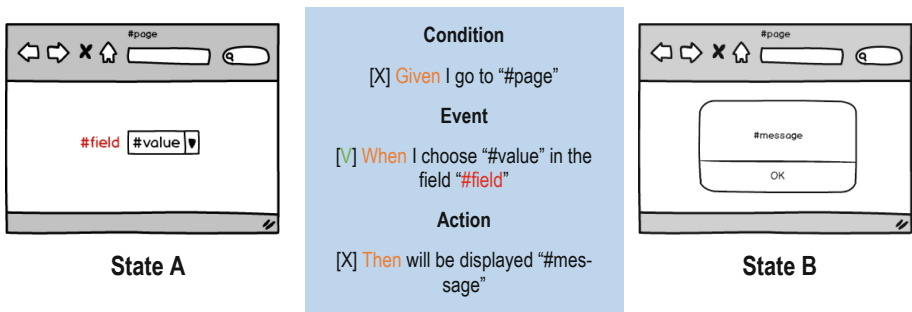 #page
#field #value
State A
Condition
[X] Given I go to “#page”
Event
[V] When I choose “#value” in the
field “#field”
Action
[X] Then will be displayed “#mes-
sage”
#page
#message
OK
State B